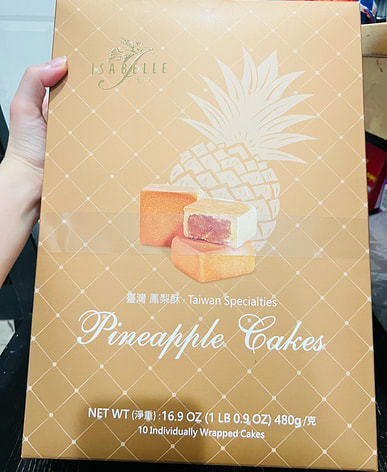 ISABELLE
臺灣 鳳梨酥 · Taiwan Specialties
Pineapple Cakes
NET WT (淨重) :16.9 OZ (1 LB 0.9 OZ) 480g/克
10 Individually Wrapped Cakes